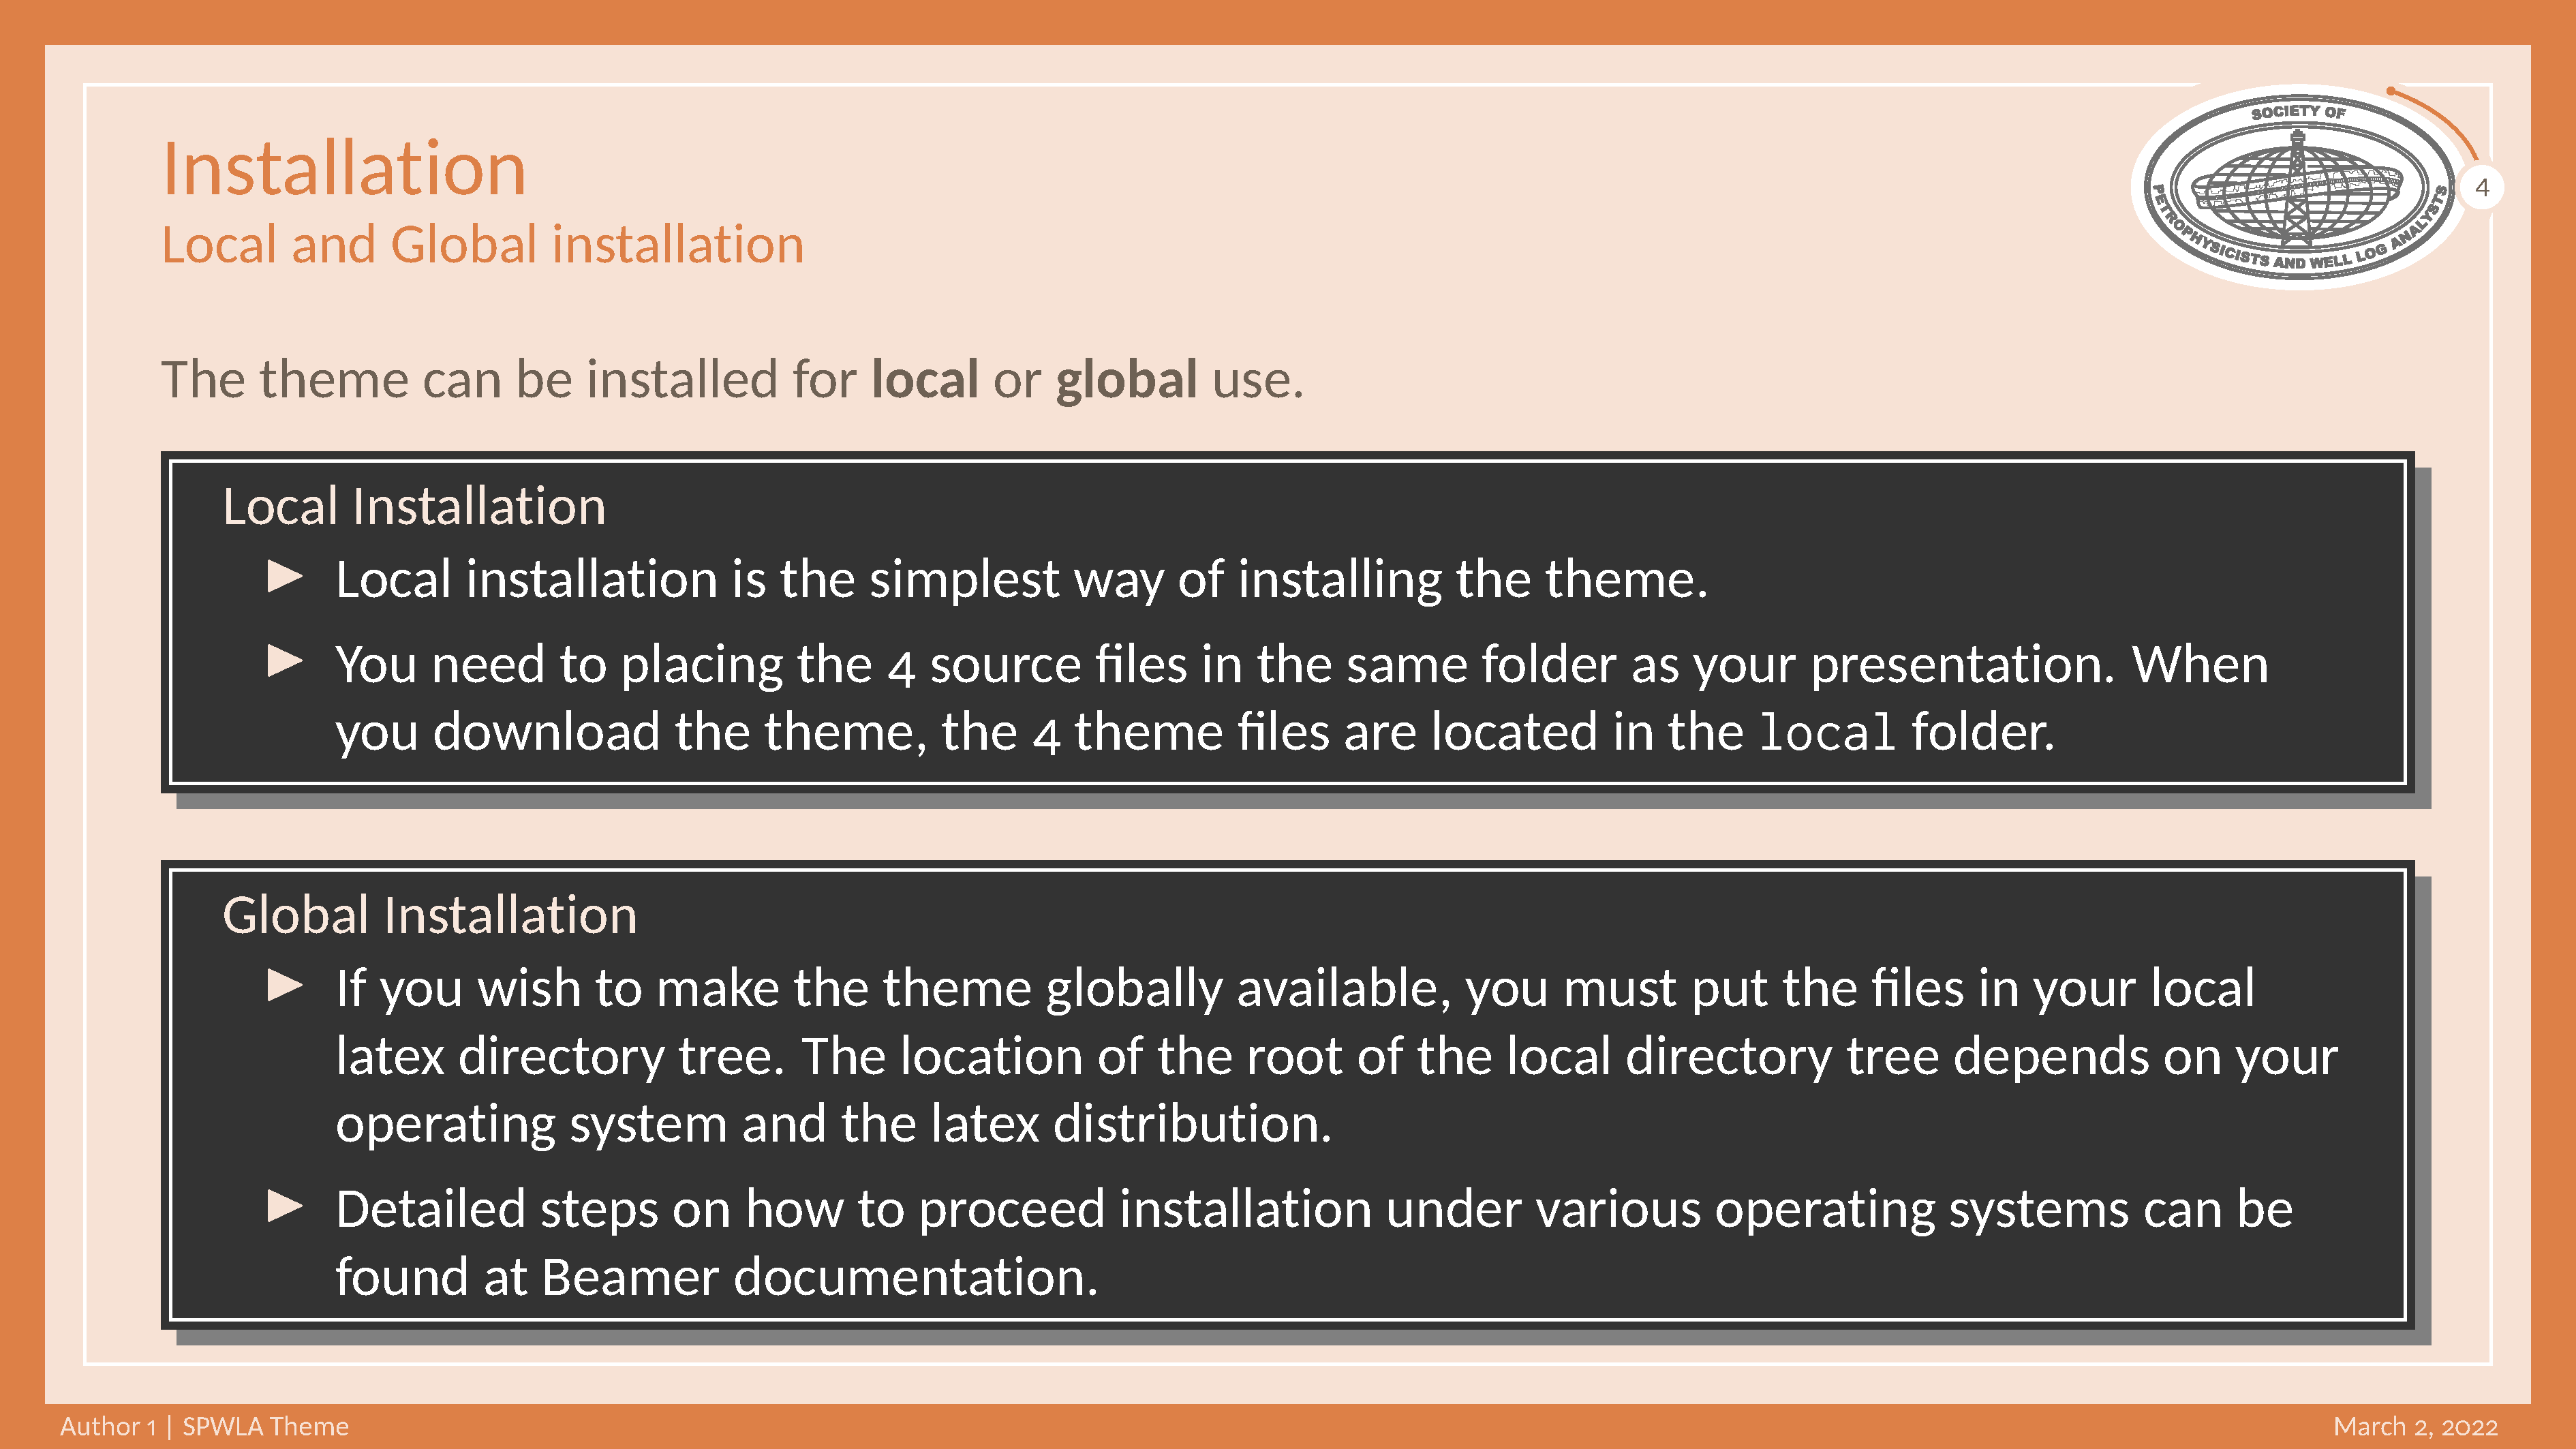 Installation
Local and Global installation
SOCIETY OF
PETROPHYSICISTS AND WELL LOG ANALYSTS
4
The theme can be installed for local or global use.
Local Installation
► Local installation is the simplest way of installing the theme.
► You need to placing the 4 source files in the same folder as your presentation. When
you download the theme, the 4 theme files are located in the local folder.
Global Installation
► If you wish to make the theme globally available, you must put the files in your local
latex directory tree. The location of the root of the local directory tree depends on your
operating system and the latex distribution.
► Detailed steps on how to proceed installation under various operating systems can be
found at Beamer documentation.
Author 1 | SPWLA Theme
March 2, 2022